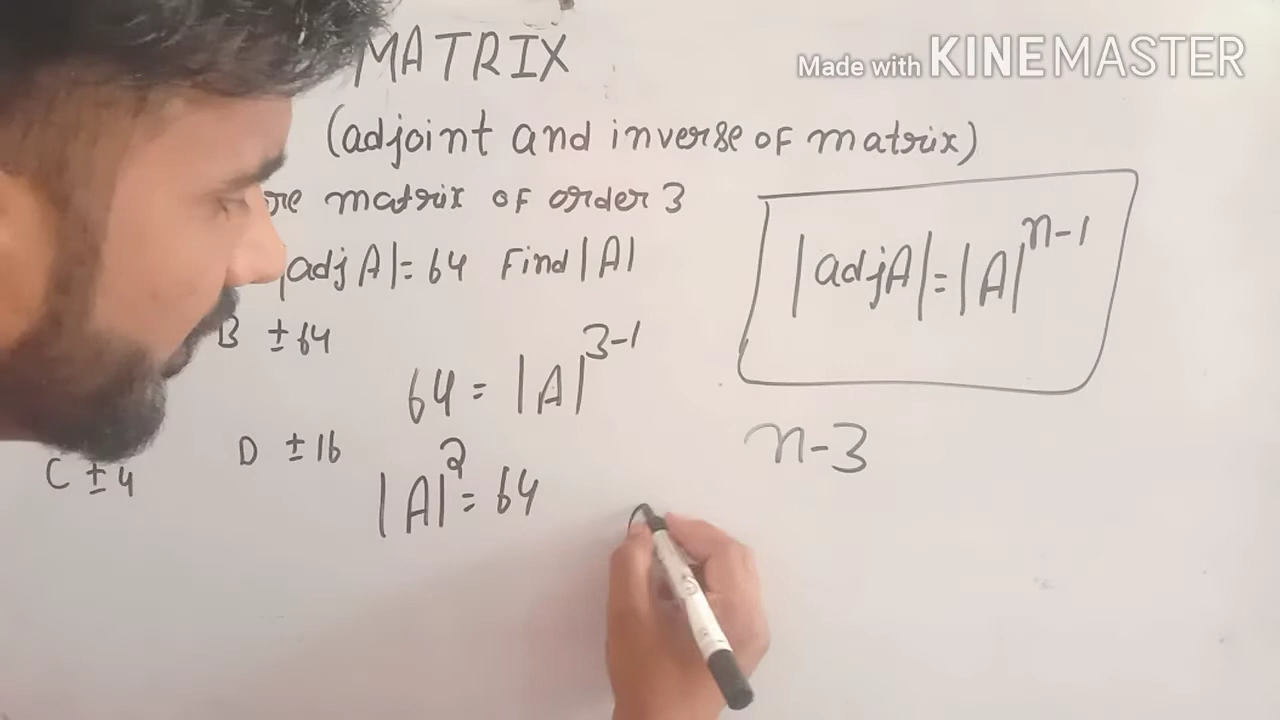 MATRIX
Made with KINEMASTER
(adjoint and inverse of matrix)
matrix of order 3
|adj A| = 64 Find |A|
|adjA| = |A|^n-1
B ± 64
64 = |A|^3-1
C ± 4
D ± 16
n-3
|A|^2 = 64